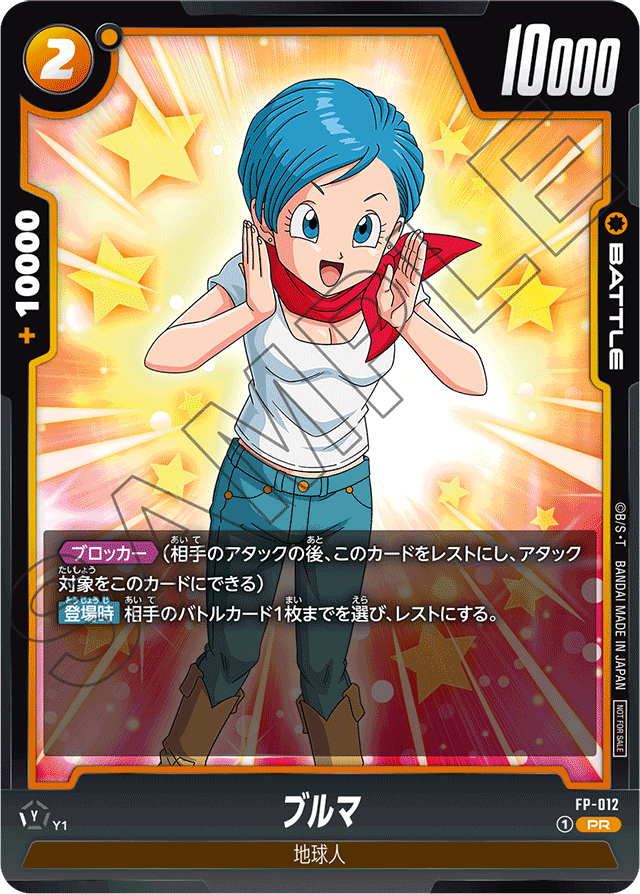 2
10000
+10000
BATTLE
SAMPLE
ブロッカー (相手のアタックの後、このカードをレストにし、アタック
対象をこのカードにできる)
登場時 相手のバトルカード1枚までを選び、レストにする。
©B/S・T BANDAI MADE IN JAPAN
NOT FOR SALE
Y Y1
ブルマ
FP-012
1 PR
地球人